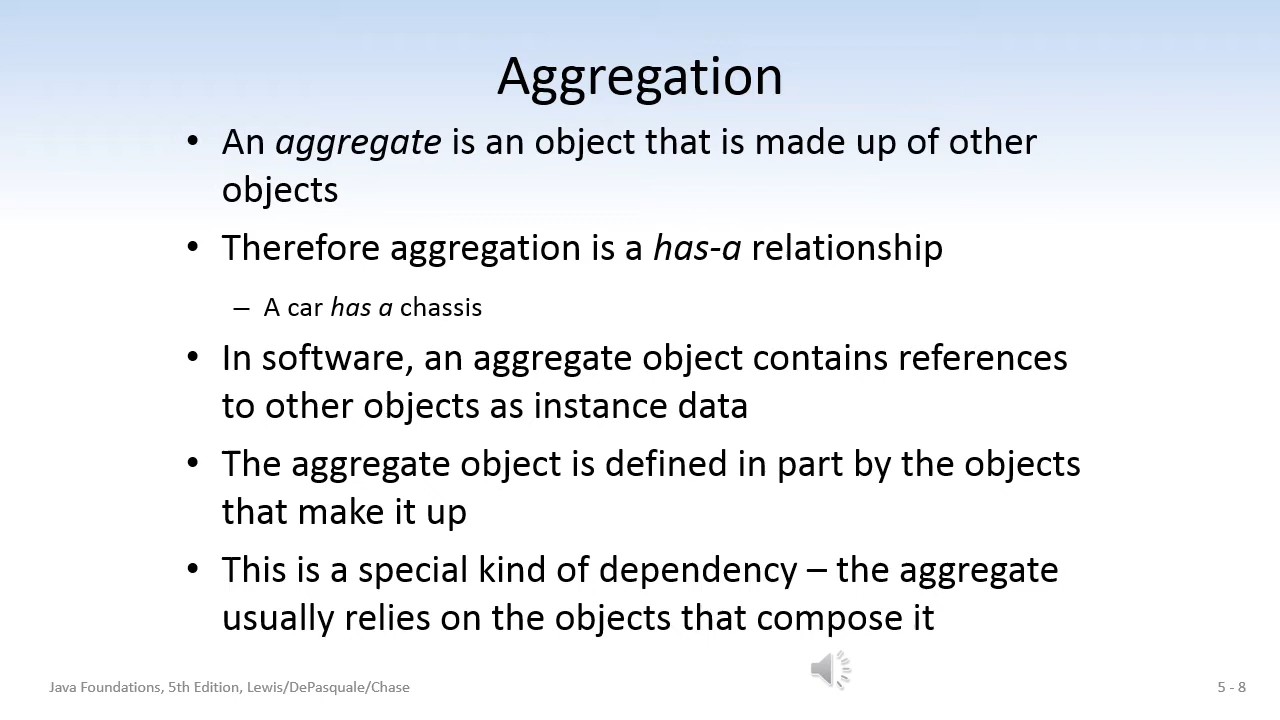 Aggregation
• An aggregate is an object that is made up of other
objects
• Therefore aggregation is a has-a relationship
– A car has a chassis
• In software, an aggregate object contains references
to other objects as instance data
• The aggregate object is defined in part by the objects
that make it up
• This is a special kind of dependency – the aggregate
usually relies on the objects that compose it
Java Foundations, 5th Edition, Lewis/DePasquale/Chase
5 - 8